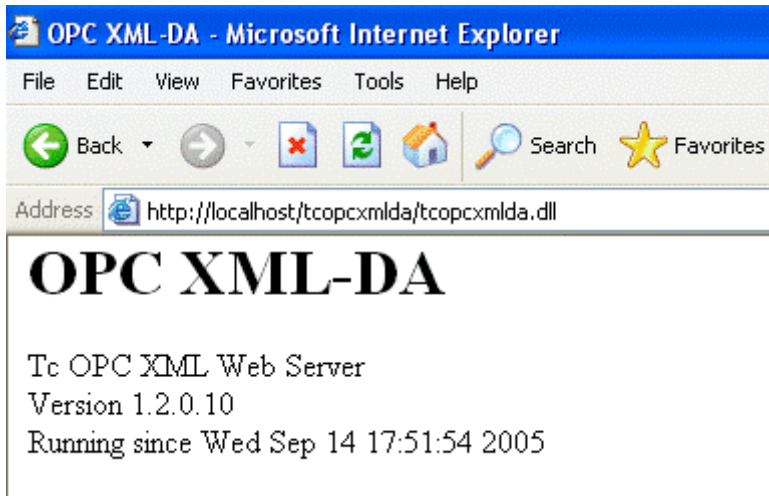 OPC XML-DA - Microsoft Internet Explorer
File Edit View Favorites Tools Help
Back Search Favorites
Address http://localhost/tcopcxmlda/tcopcxmlda.dll
OPC XML-DA
Tc OPC XML Web Server
Version 1.2.0.10
Running since Wed Sep 14 17:51:54 2005